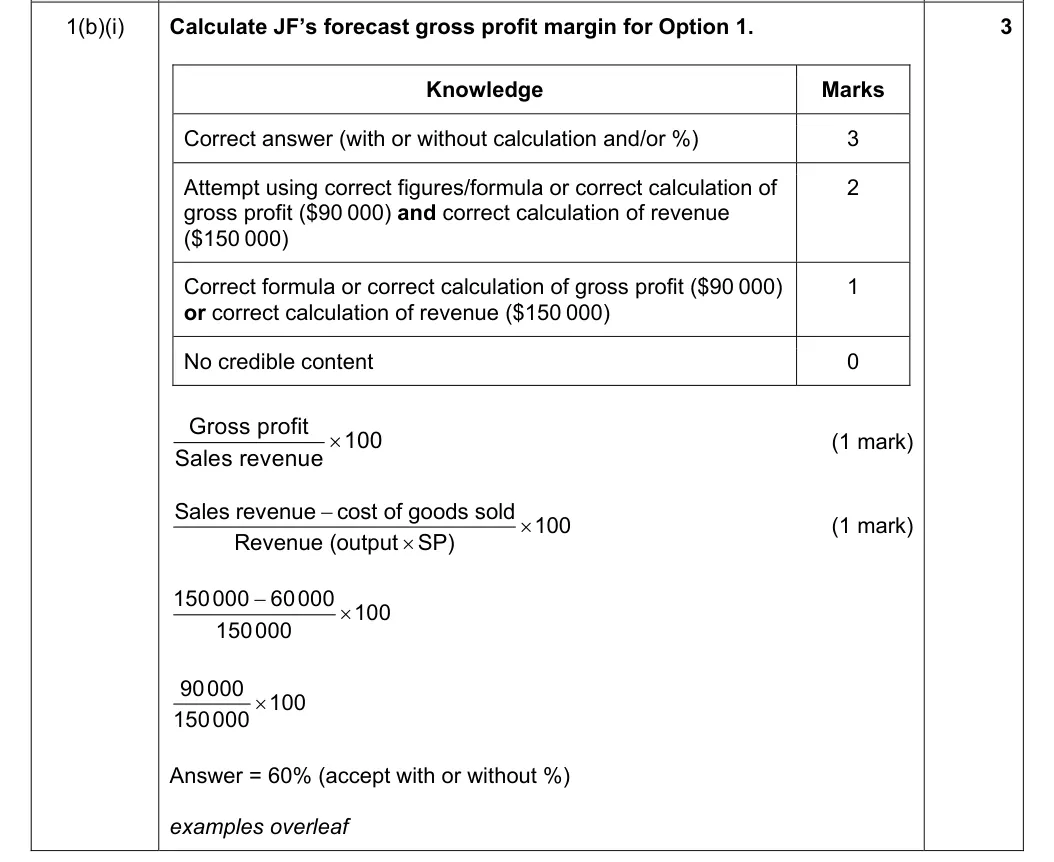 1(b)(i) Calculate JF’s forecast gross profit margin for Option 1. 3
Knowledge Marks
Correct answer (with or without calculation and/or %) 3
Attempt using correct figures/formula or correct calculation of 2
gross profit ($90 000) and correct calculation of revenue
($150 000)
Correct formula or correct calculation of gross profit ($90 000) 1
or correct calculation of revenue ($150 000)
No credible content 0
Gross profit
× 100 (1 mark)
Sales revenue
Sales revenue – cost of goods sold
× 100 (1 mark)
Revenue (output × SP)
150 000 – 60 000
× 100
150 000
90 000
× 100
150 000
Answer = 60% (accept with or without %)
examples overleaf